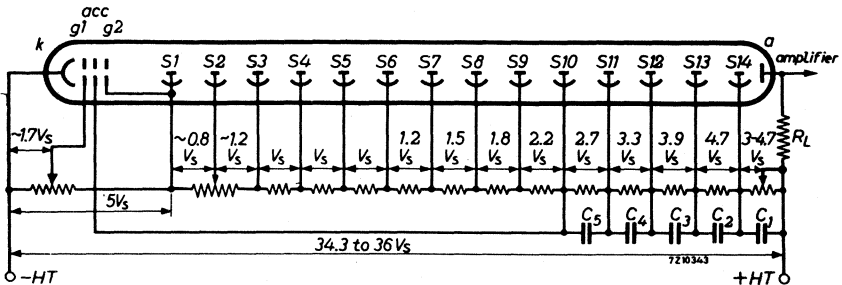 acc
g1 g2
k
a
S1 S2 S3 S4 S5 S6 S7 S8 S9 S10 S11 S12 S13 S14
amplifier
~1.7Vs
~0.8 Vs
~1.2 Vs
Vs
Vs
Vs
1.2 Vs
1.5 Vs
1.8 Vs
2.2 Vs
2.7 Vs
3.3 Vs
3.9 Vs
4.7 Vs
3~4.7 Vs
RL
5Vs
C5 C4 C3 C2 C1
34.3 to 36Vs
7210343
-HT
+HT